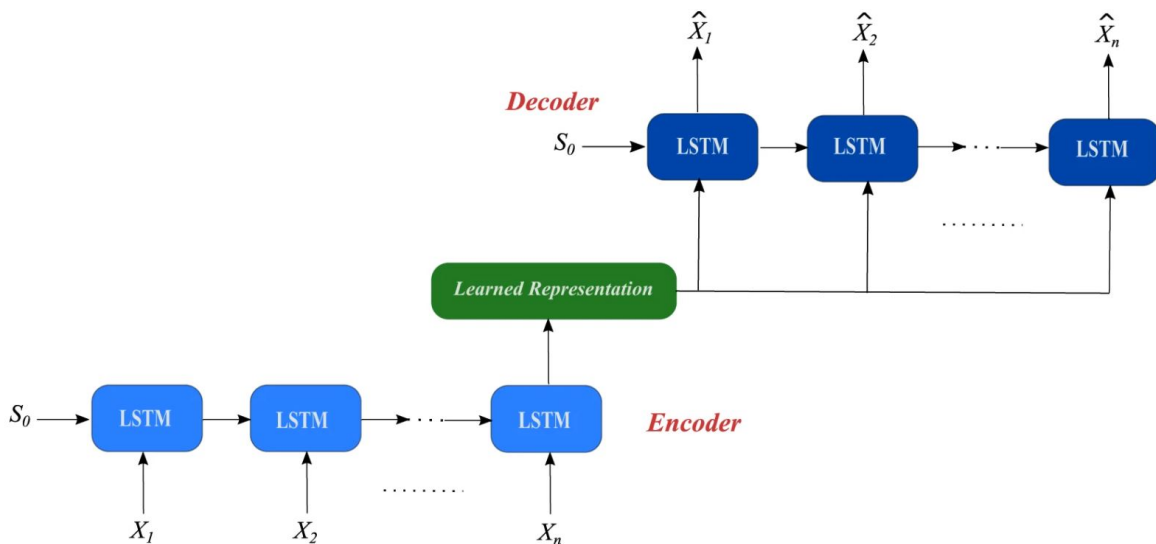 X̂₁ X̂₂ X̂ₙ
Decoder
S₀ LSTM LSTM ... LSTM
.........
Learned Representation
S₀ LSTM LSTM ... LSTM Encoder
.........
X₁ X₂ Xₙ